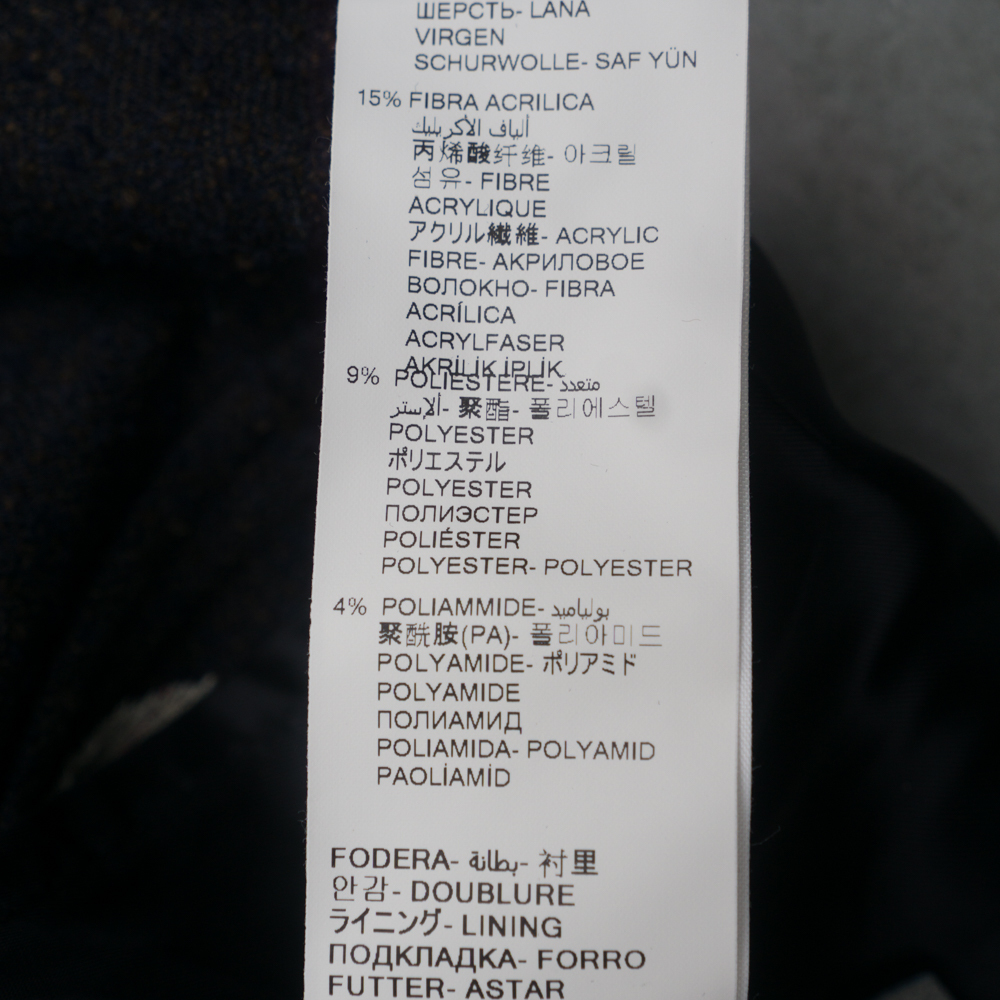 ШЕРСТЬ- LANA
VIRGEN
SCHURWOLLE- SAF YÜN
15% FIBRA ACRILICA
ألياف الأكريليك
丙烯酸纤维- 아크릴
섬유- FIBRE
ACRYLIQUE
アクリル繊維- ACRYLIC
FIBRE- АКРИЛОВОЕ
ВОЛОКНО- FIBRA
ACRÍLICA
ACRYLFASER
AKRİLİK İPLİK
9% POLIESTERE- متعدد
ألإستر- 聚酯- 폴리에스텔
POLYESTER
ポリエステル
POLYESTER
ПОЛИЭСТЕР
POLIÉSTER
POLYESTER- POLYESTER
4% POLIAMMIDE- بولياميد
聚酰胺(PA)- 폴리아미드
POLYAMIDE- ポリアミド
POLYAMIDE
ПОЛИАМИД
POLIAMIDA- POLYAMID
PAOLİAMİD
FODERA- بطانة- 衬里
안감- DOUBLURE
ライニング- LINING
ПОДКЛАДКА- FORRO
FUTTER- ASTAR